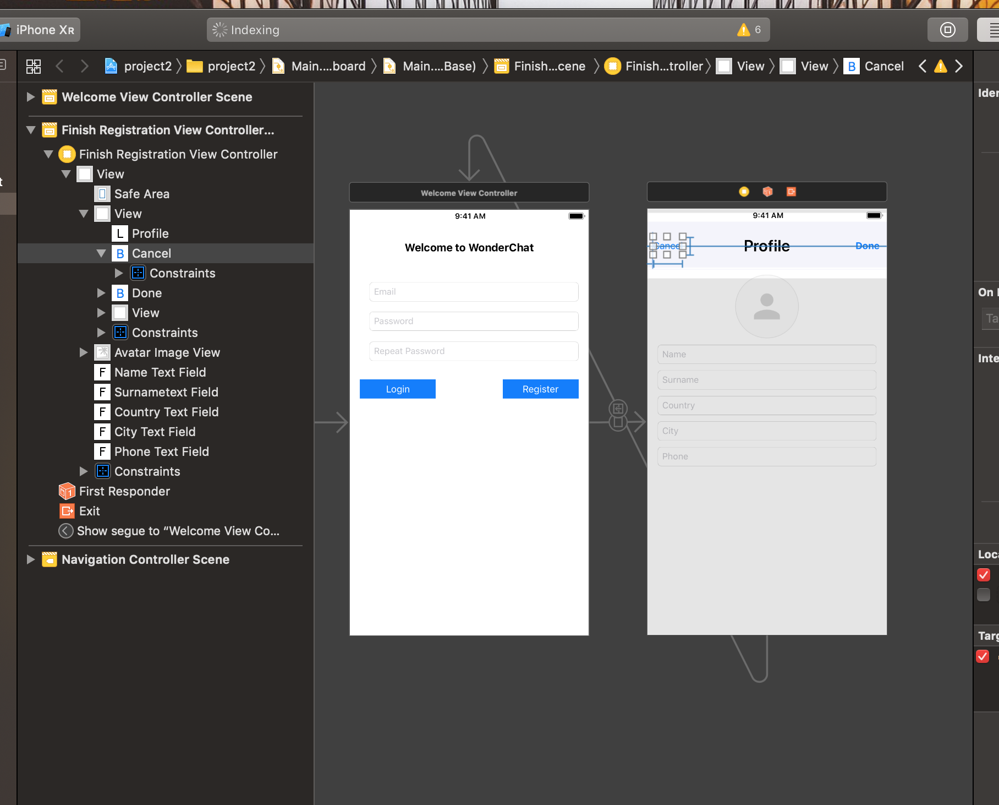 iPhone XR
Indexing
6
project2
project2
Main....board
Main....Base)
Finish...cene
Finish...troller
View
View
B
Cancel
Welcome View Controller Scene
Finish Registration View Controller...
Finish Registration View Controller
View
Safe Area
View
L Profile
B Cancel
Constraints
B Done
View
Constraints
Avatar Image View
F Name Text Field
F Surnametext Field
F Country Text Field
F City Text Field
F Phone Text Field
Constraints
1 First Responder
Exit
Show segue to “Welcome View Co...
Navigation Controller Scene
Welcome View Controller
9:41 AM
Welcome to WonderChat
Email
Password
Repeat Password
Login
Register
9:41 AM
Cancel
Profile
Done
Name
Surname
Country
City
Phone
Iden
On
Ta
Inte
Loca
Targ